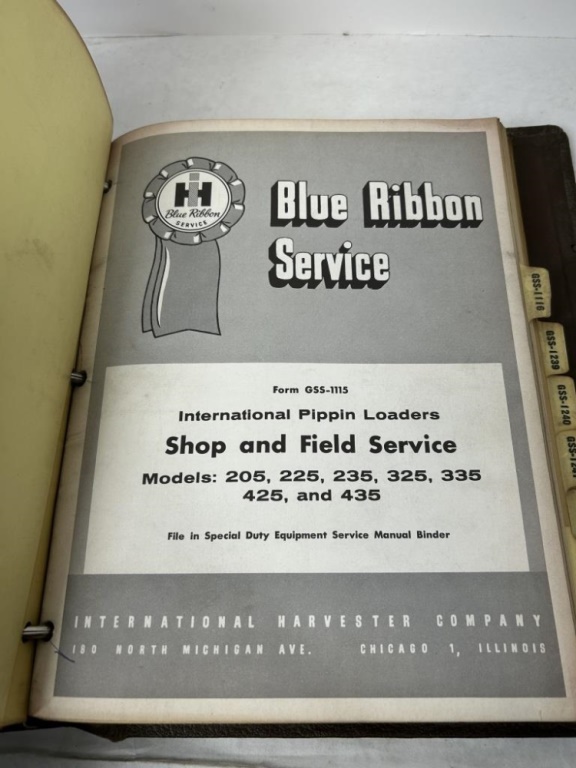 IH
Blue Ribbon
SERVICE
Blue Ribbon
Service
Form GSS-1115
International Pippin Loaders
Shop and Field Service
Models: 205, 225, 235, 325, 335
425, and 435
File in Special Duty Equipment Service Manual Binder
INTERNATIONAL HARVESTER COMPANY
180 NORTH MICHIGAN AVE. CHICAGO 1, ILLINOIS
GSS-1116
GSS-1239
GSS-1240
GSS-1241